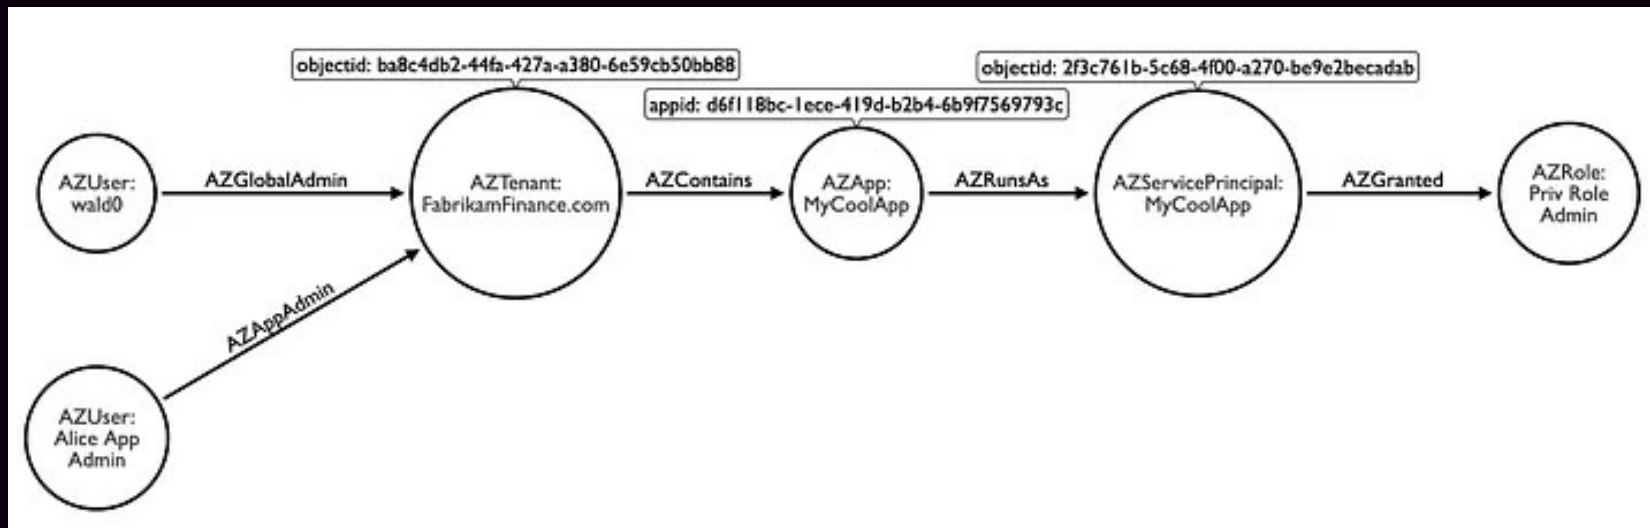 objectid: ba8c4db2-44fa-427a-a380-6e59cb50bb88
objectid: 2f3c761b-5c68-4f00-a270-be9e2becadab
appid: d6f118bc-1ece-419d-b2b4-6b9f7569793c
AZUser:
wald0
AZGlobalAdmin
AZTenant:
FabrikamFinance.com
AZContains
AZApp:
MyCoolApp
AZRunsAs
AZServicePrincipal:
MyCoolApp
AZGranted
AZRole:
Priv Role
Admin
AZAppAdmin
AZUser:
Alice App
Admin